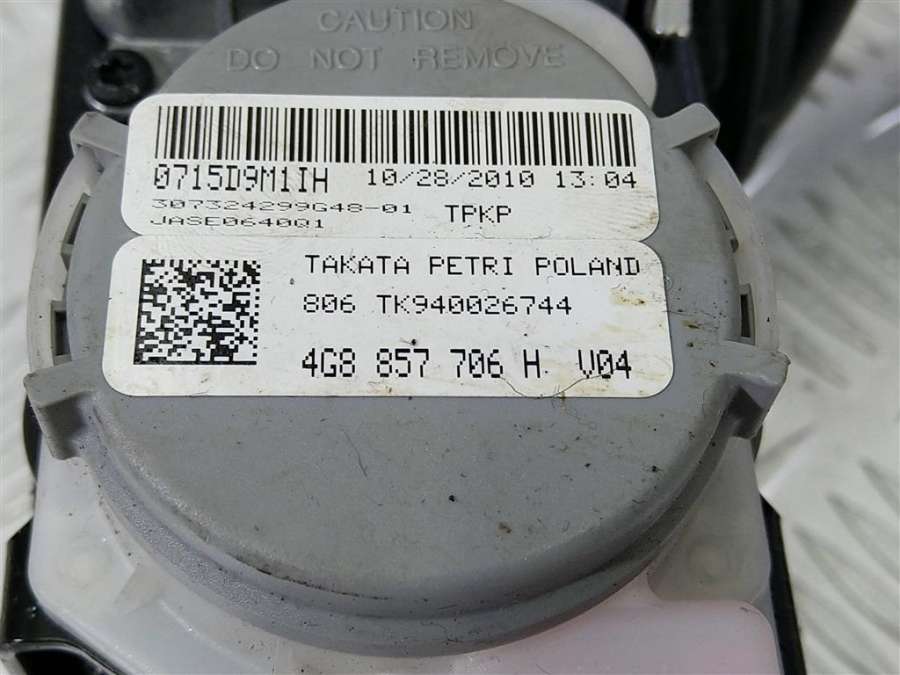 CAUTION
DO NOT REMOVE
0715D9M1IH 10/28/2010 13:04
307324299G48-01 TPKP
JASE0640Q1
TAKATA PETRI POLAND
806 TK940026744
4G8 857 706 H V04